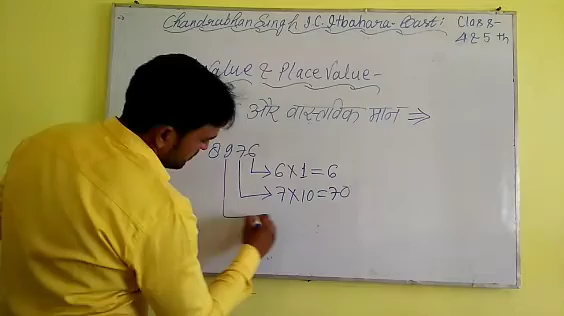 Chandrabhan Singh I.C. Itbahara - Basti
Class -
4 & 5 th
Value & Place Value -
और वास्तविक मान ⇒
8976
→ 6 X 1 = 6
→ 7 X 10 = 70